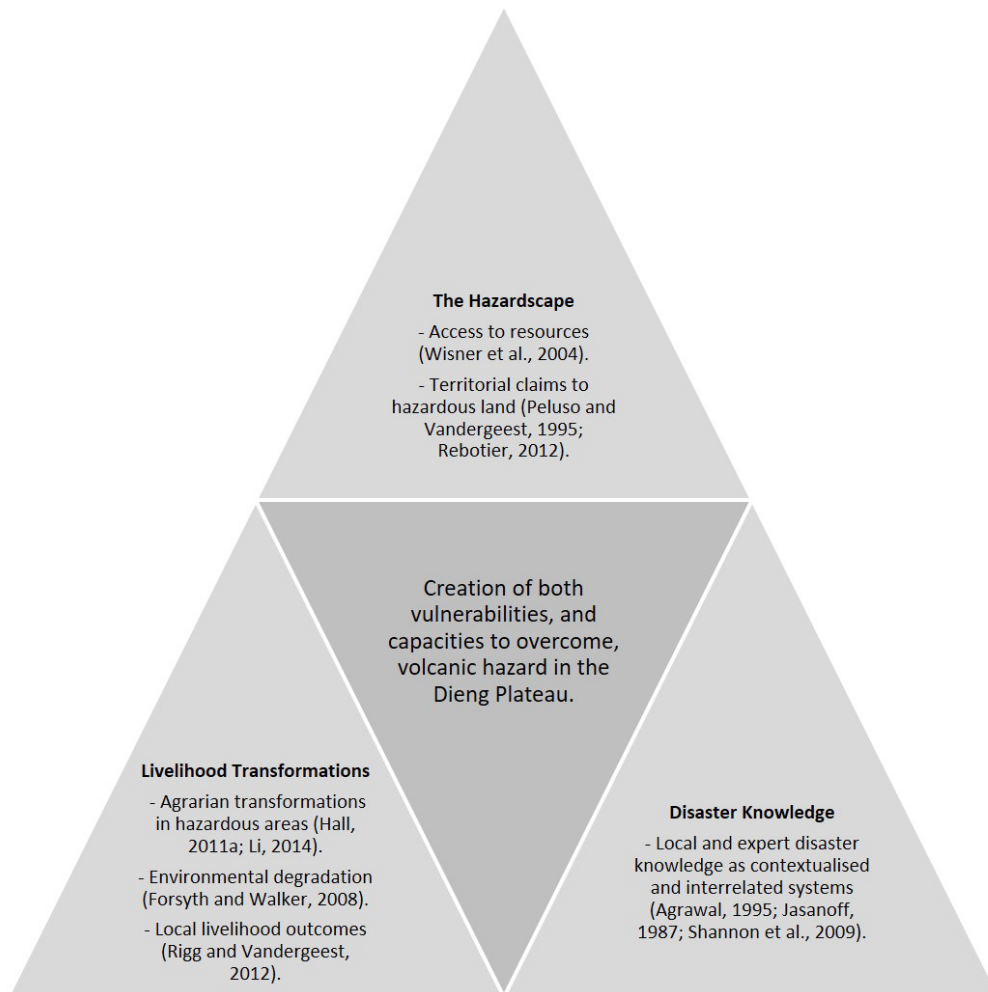 The Hazardscape
- Access to resources
(Wisner et al., 2004).
- Territorial claims to
hazardous land (Peluso and
Vandergeest, 1995;
Rebotier, 2012).
Creation of both
vulnerabilities, and
capacities to overcome,
volcanic hazard in the
Dieng Plateau.
Livelihood Transformations
- Agrarian transformations
in hazardous areas (Hall,
2011a; Li, 2014).
- Environmental degradation
(Forsyth and Walker, 2008).
- Local livelihood outcomes
(Rigg and Vandergeest,
2012).
Disaster Knowledge
- Local and expert disaster
knowledge as contextualised
and interrelated systems
(Agrawal, 1995; Jasanoff,
1987; Shannon et al., 2009).